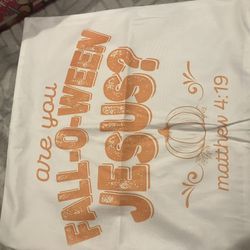 are you
FALL-O-WEEN
JESUS?
matthew 4:19